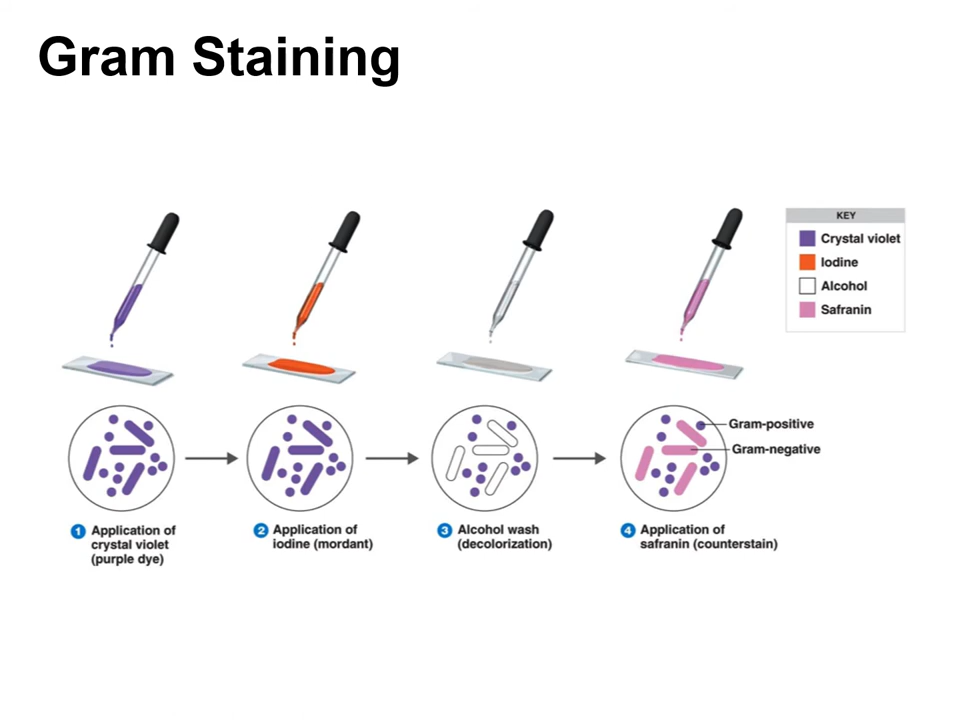 Gram Staining
KEY
Crystal violet
Iodine
Alcohol
Safranin
Gram-positive
Gram-negative
1 Application of
crystal violet
(purple dye)
2 Application of
iodine (mordant)
3 Alcohol wash
(decolorization)
4 Application of
safranin (counterstain)